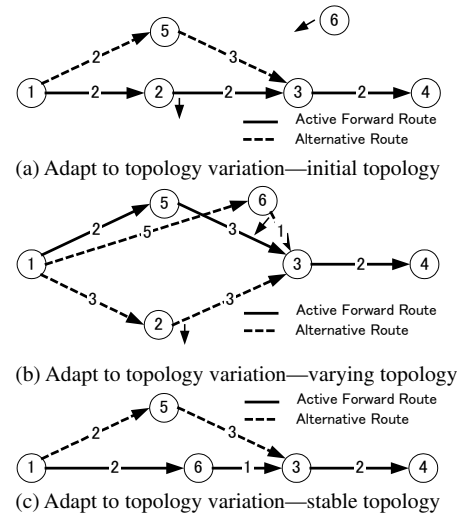 6
5
2 3
1 2 2 2 3 2 4
Active Forward Route
Alternative Route
(a) Adapt to topology variation—initial topology
5 6
2 5 3 1
1 3 2 4
3 3
2
Active Forward Route
Alternative Route
(b) Adapt to topology variation—varying topology
Active Forward Route
Alternative Route
5
2 3
1 2 6 1 3 2 4
(c) Adapt to topology variation—stable topology